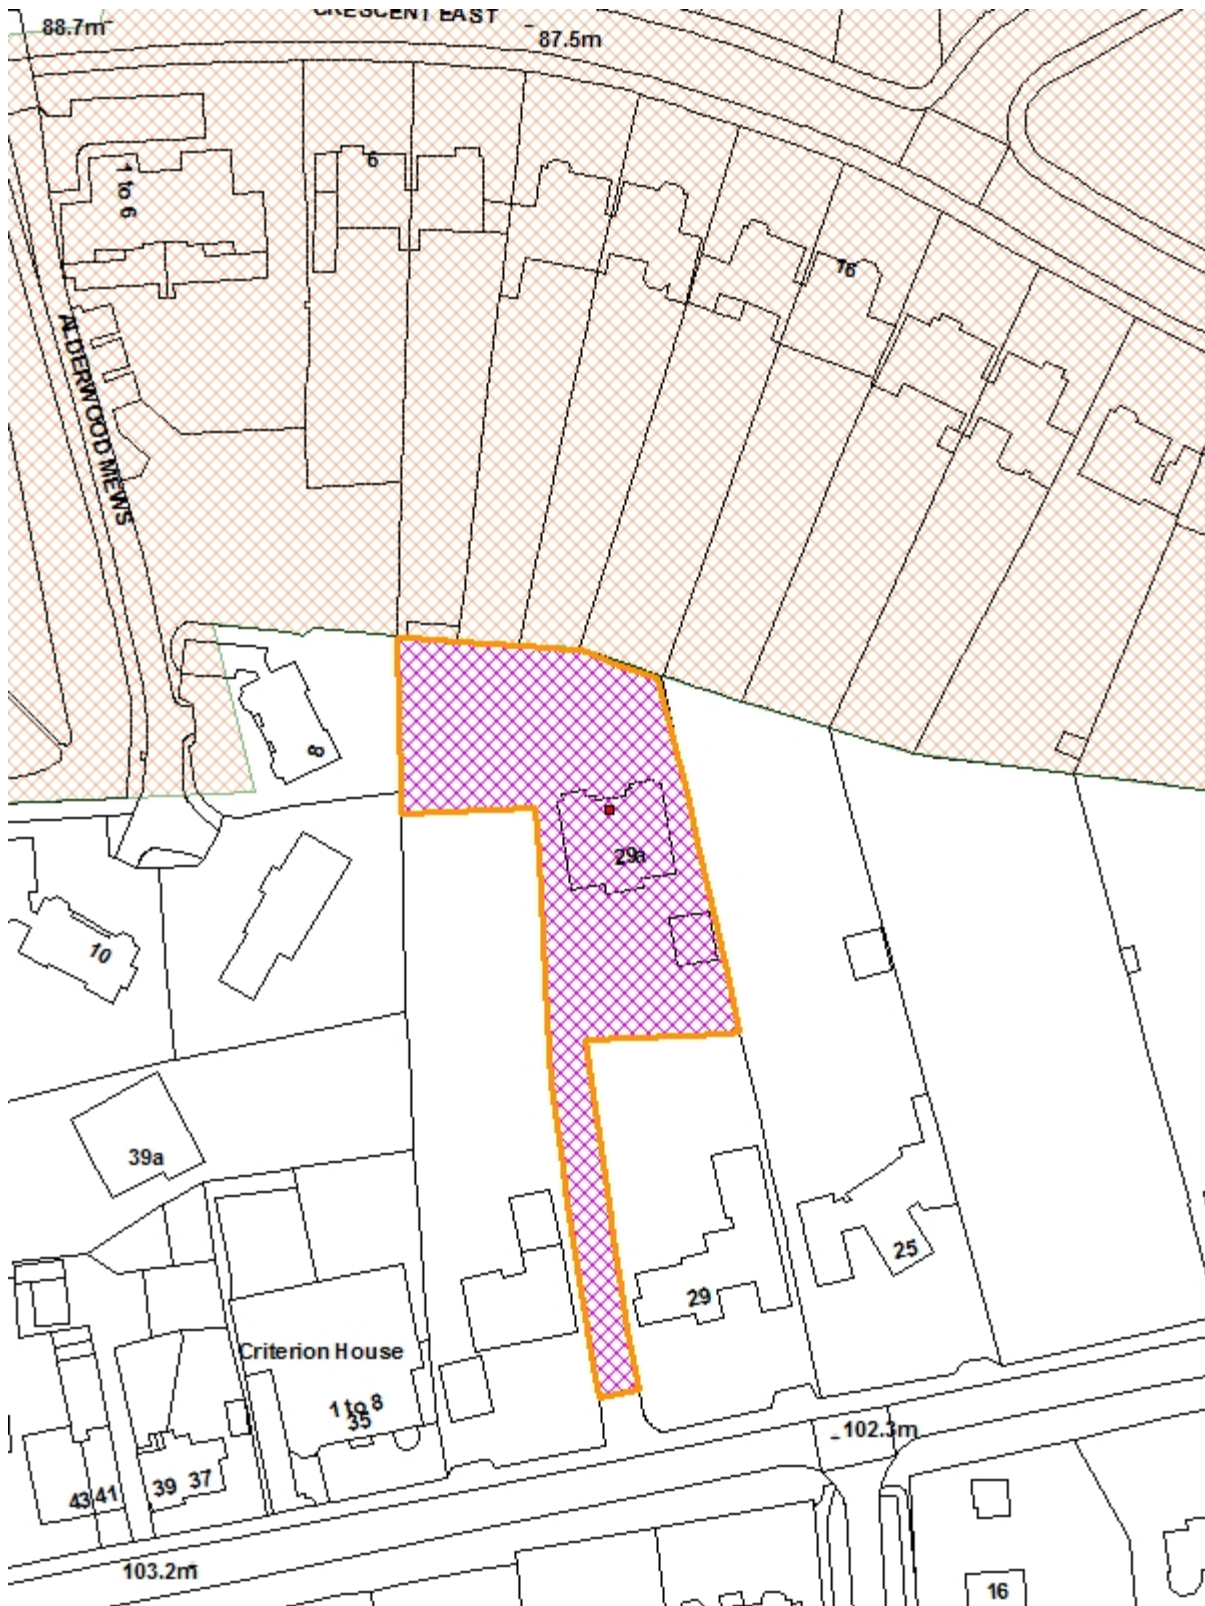 CRESCENT EAST
88.7m
87.5m
1 to 6
6
76
ALDERWOOD MEWS
8
29a
10
39a
25
29
Criterion House
1 to 8
35
102.3m
43
41
39
37
103.2m
16